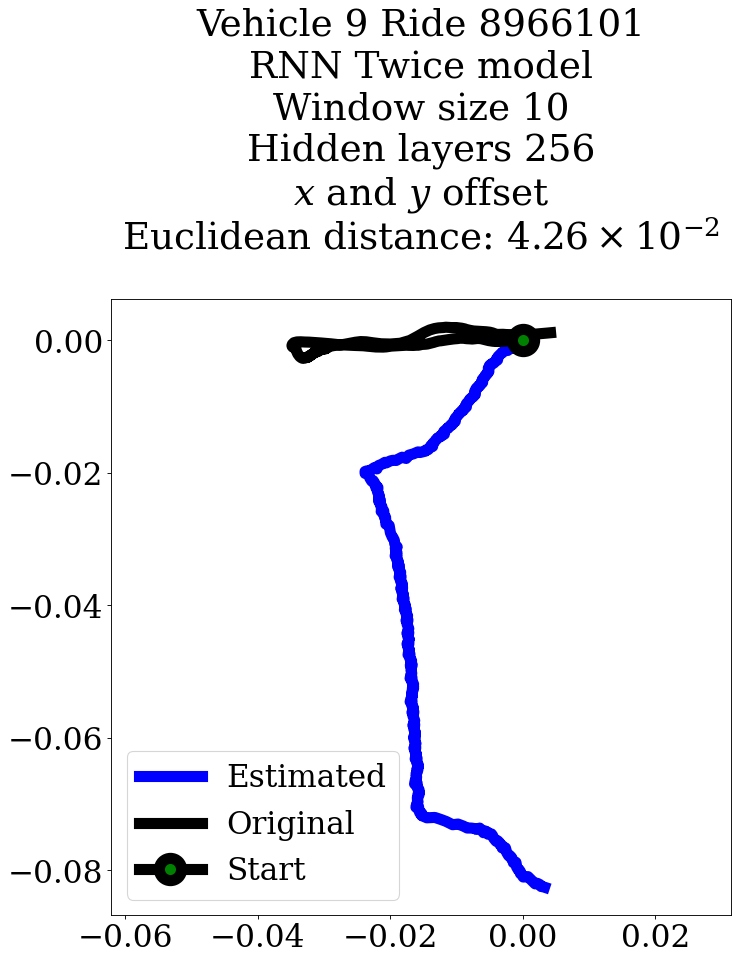 Vehicle 9 Ride 8966101
RNN Twice model
Window size 10
Hidden layers 256
x and y offset
Euclidean distance: 4.26 × 10⁻²
0.00
−0.02
−0.04
−0.06
−0.08
Estimated
Original
Start
−0.06 −0.04 −0.02 0.00 0.02